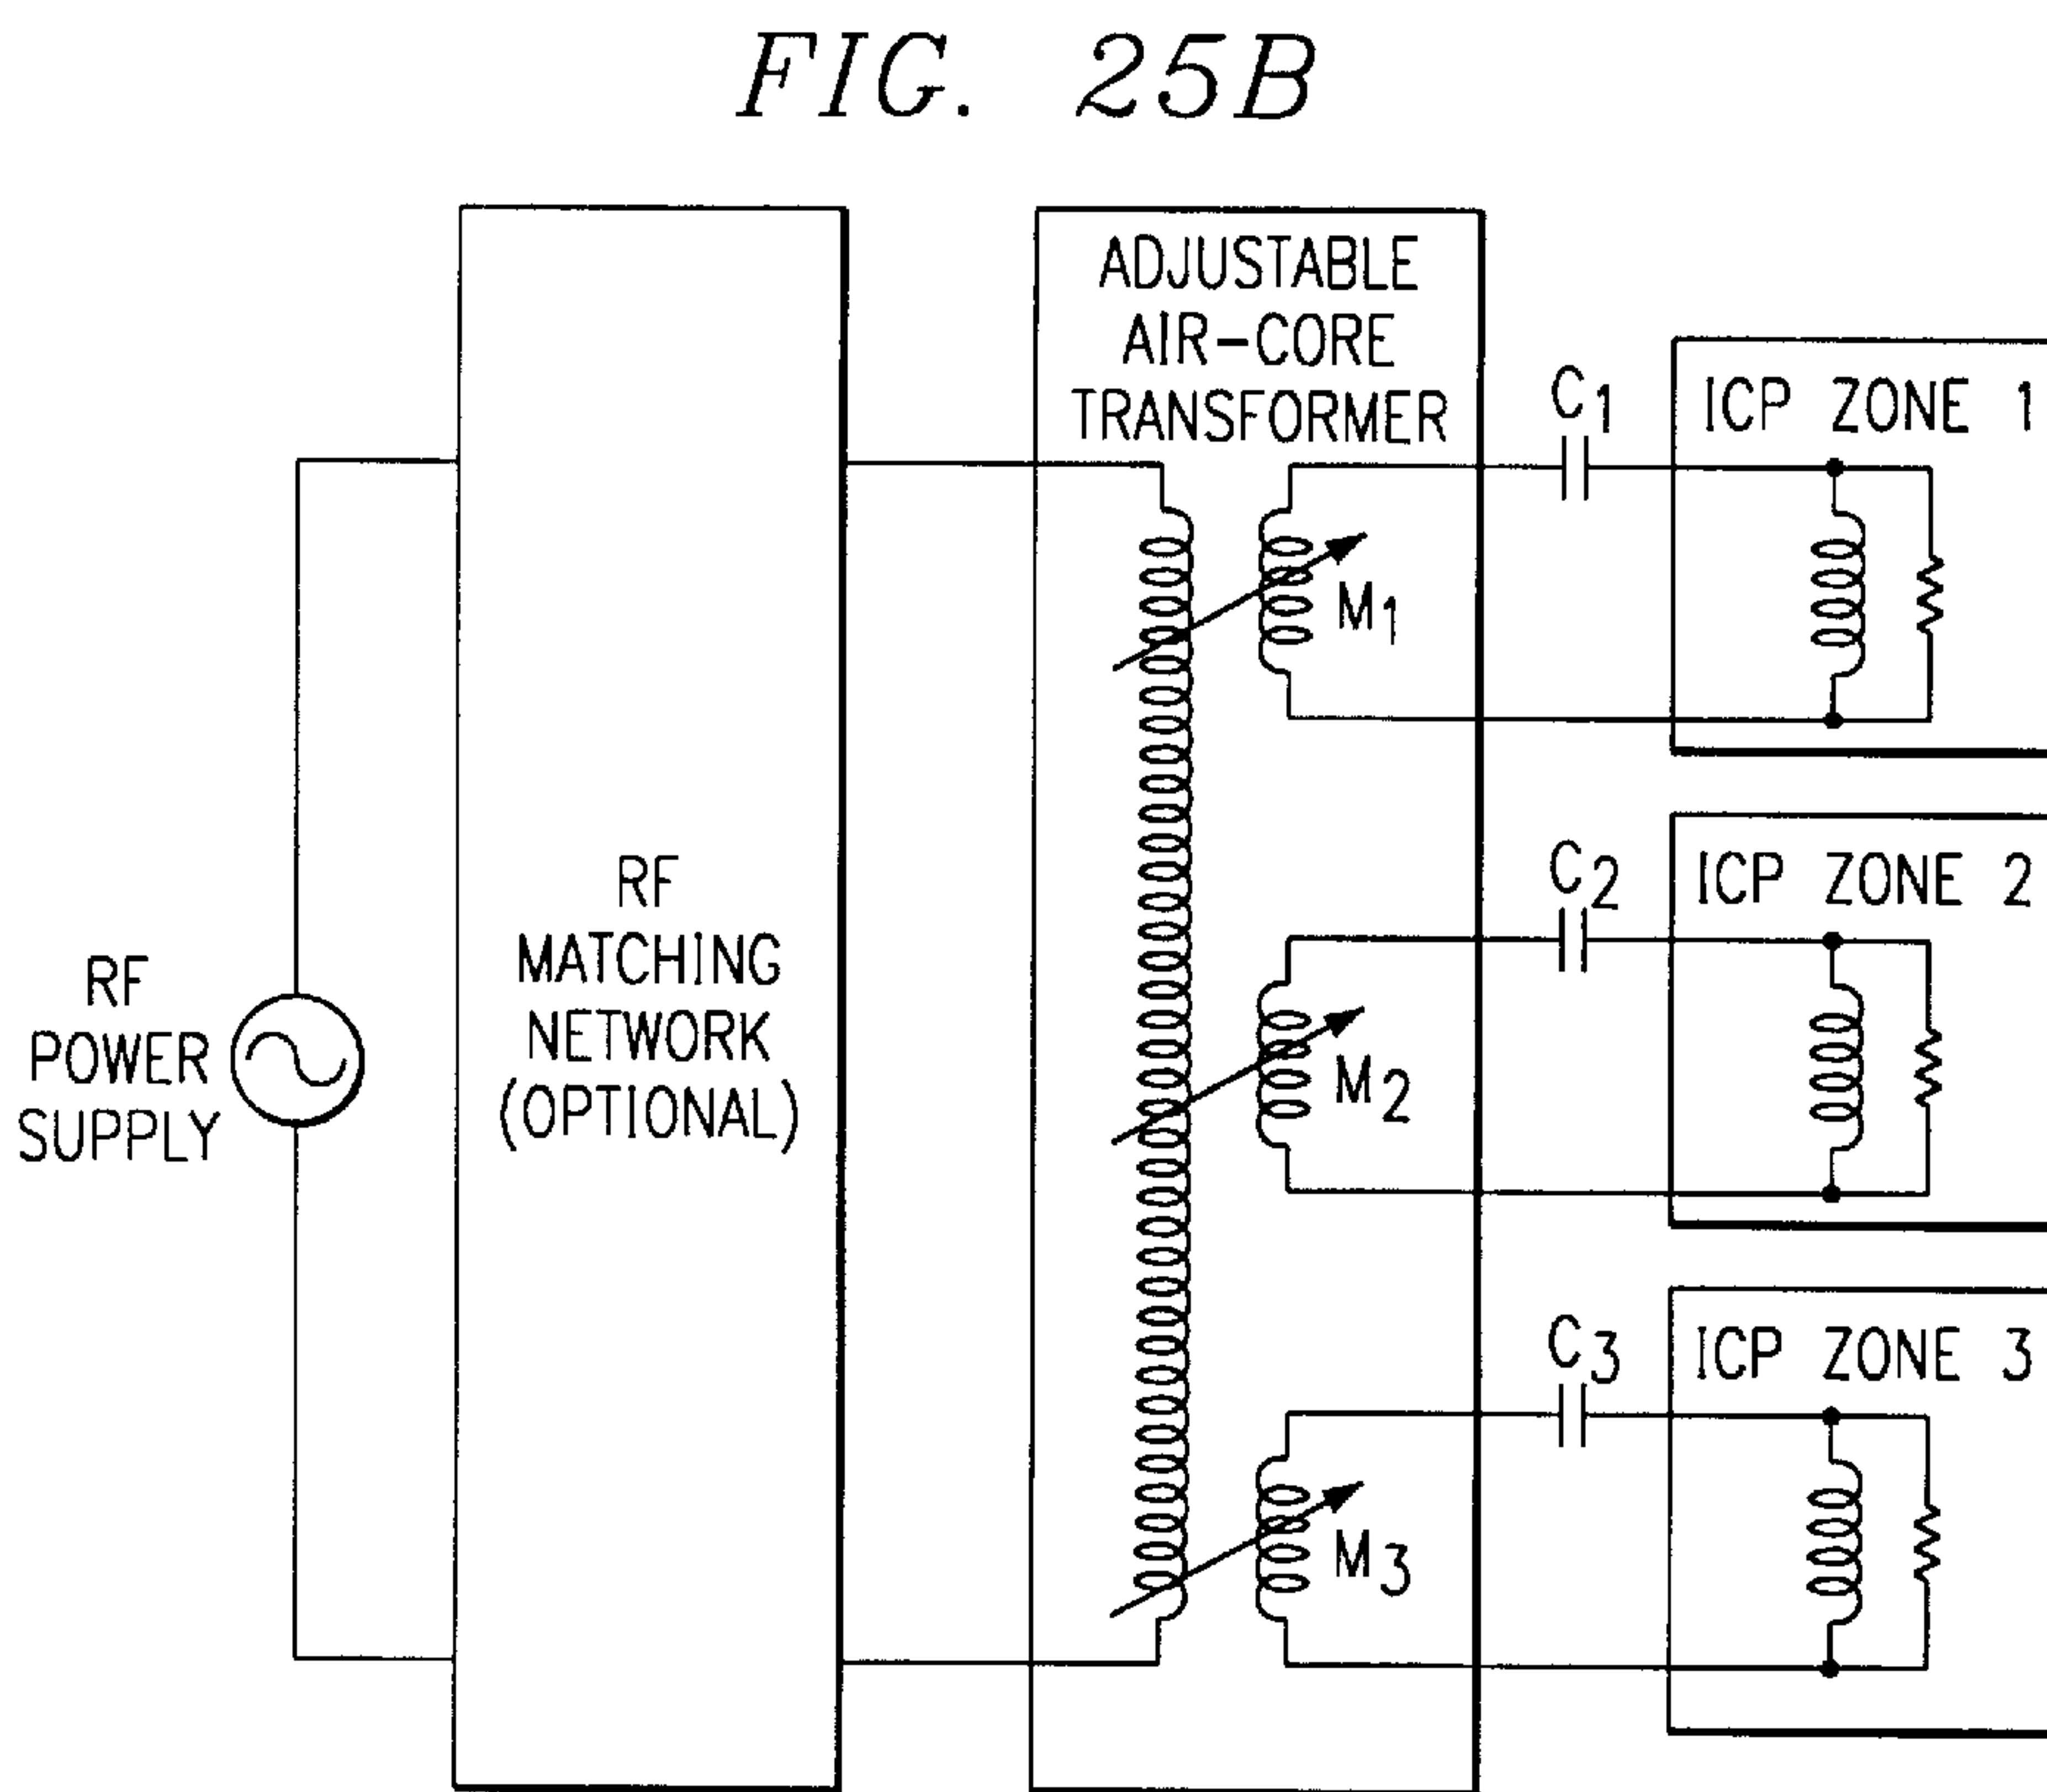 FIG. 25B
ADJUSTABLE
AIR-CORE
TRANSFORMER
C1
ICP ZONE 1
M1
RF
MATCHING
NETWORK
(OPTIONAL)
RF
POWER
SUPPLY
C2
ICP ZONE 2
M2
C3
ICP ZONE 3
M3